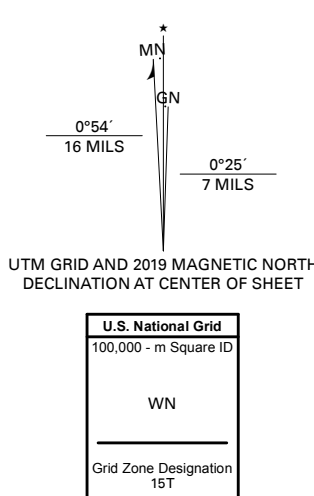 ★
MN
GN
0°54´
16 MILS
0°25´
7 MILS
UTM GRID AND 2019 MAGNETIC NORTH
DECLINATION AT CENTER OF SHEET
U.S. National Grid
100,000 - m Square ID
WN
Grid Zone Designation
15T